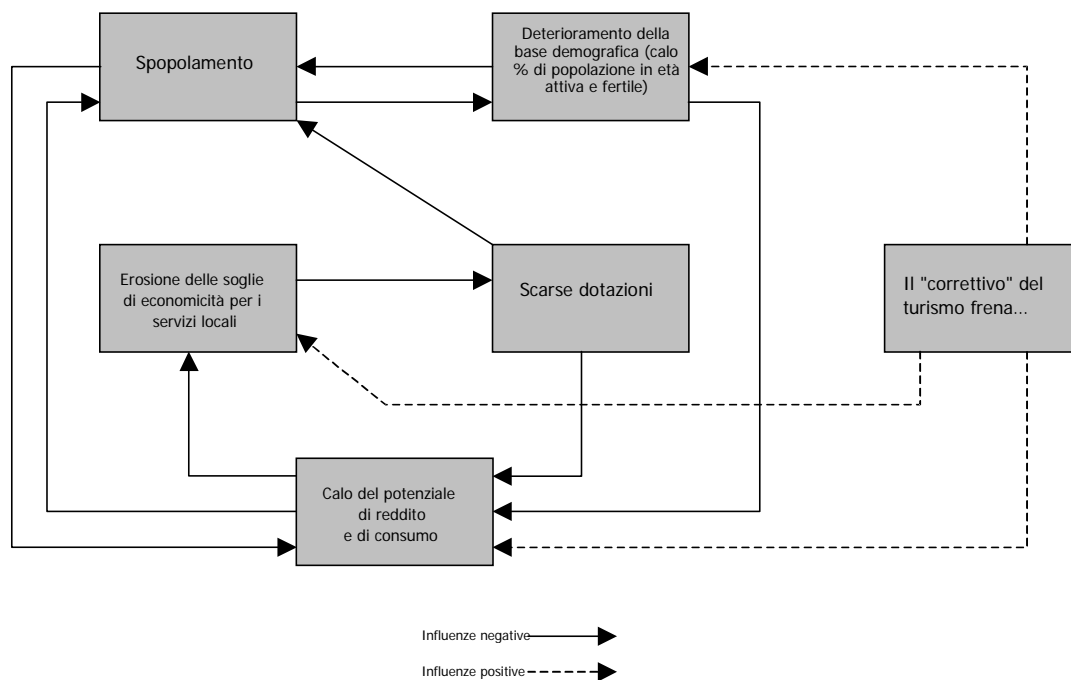 Spopolamento
Deterioramento della
base demografica (calo
% di popolazione in età
attiva e fertile)
Erosione delle soglie
di economicità per i
servizi locali
Scarse dotazioni
Il "correttivo" del
turismo frena...
Calo del potenziale
di reddito
e di consumo
Influenze negative
Influenze positive